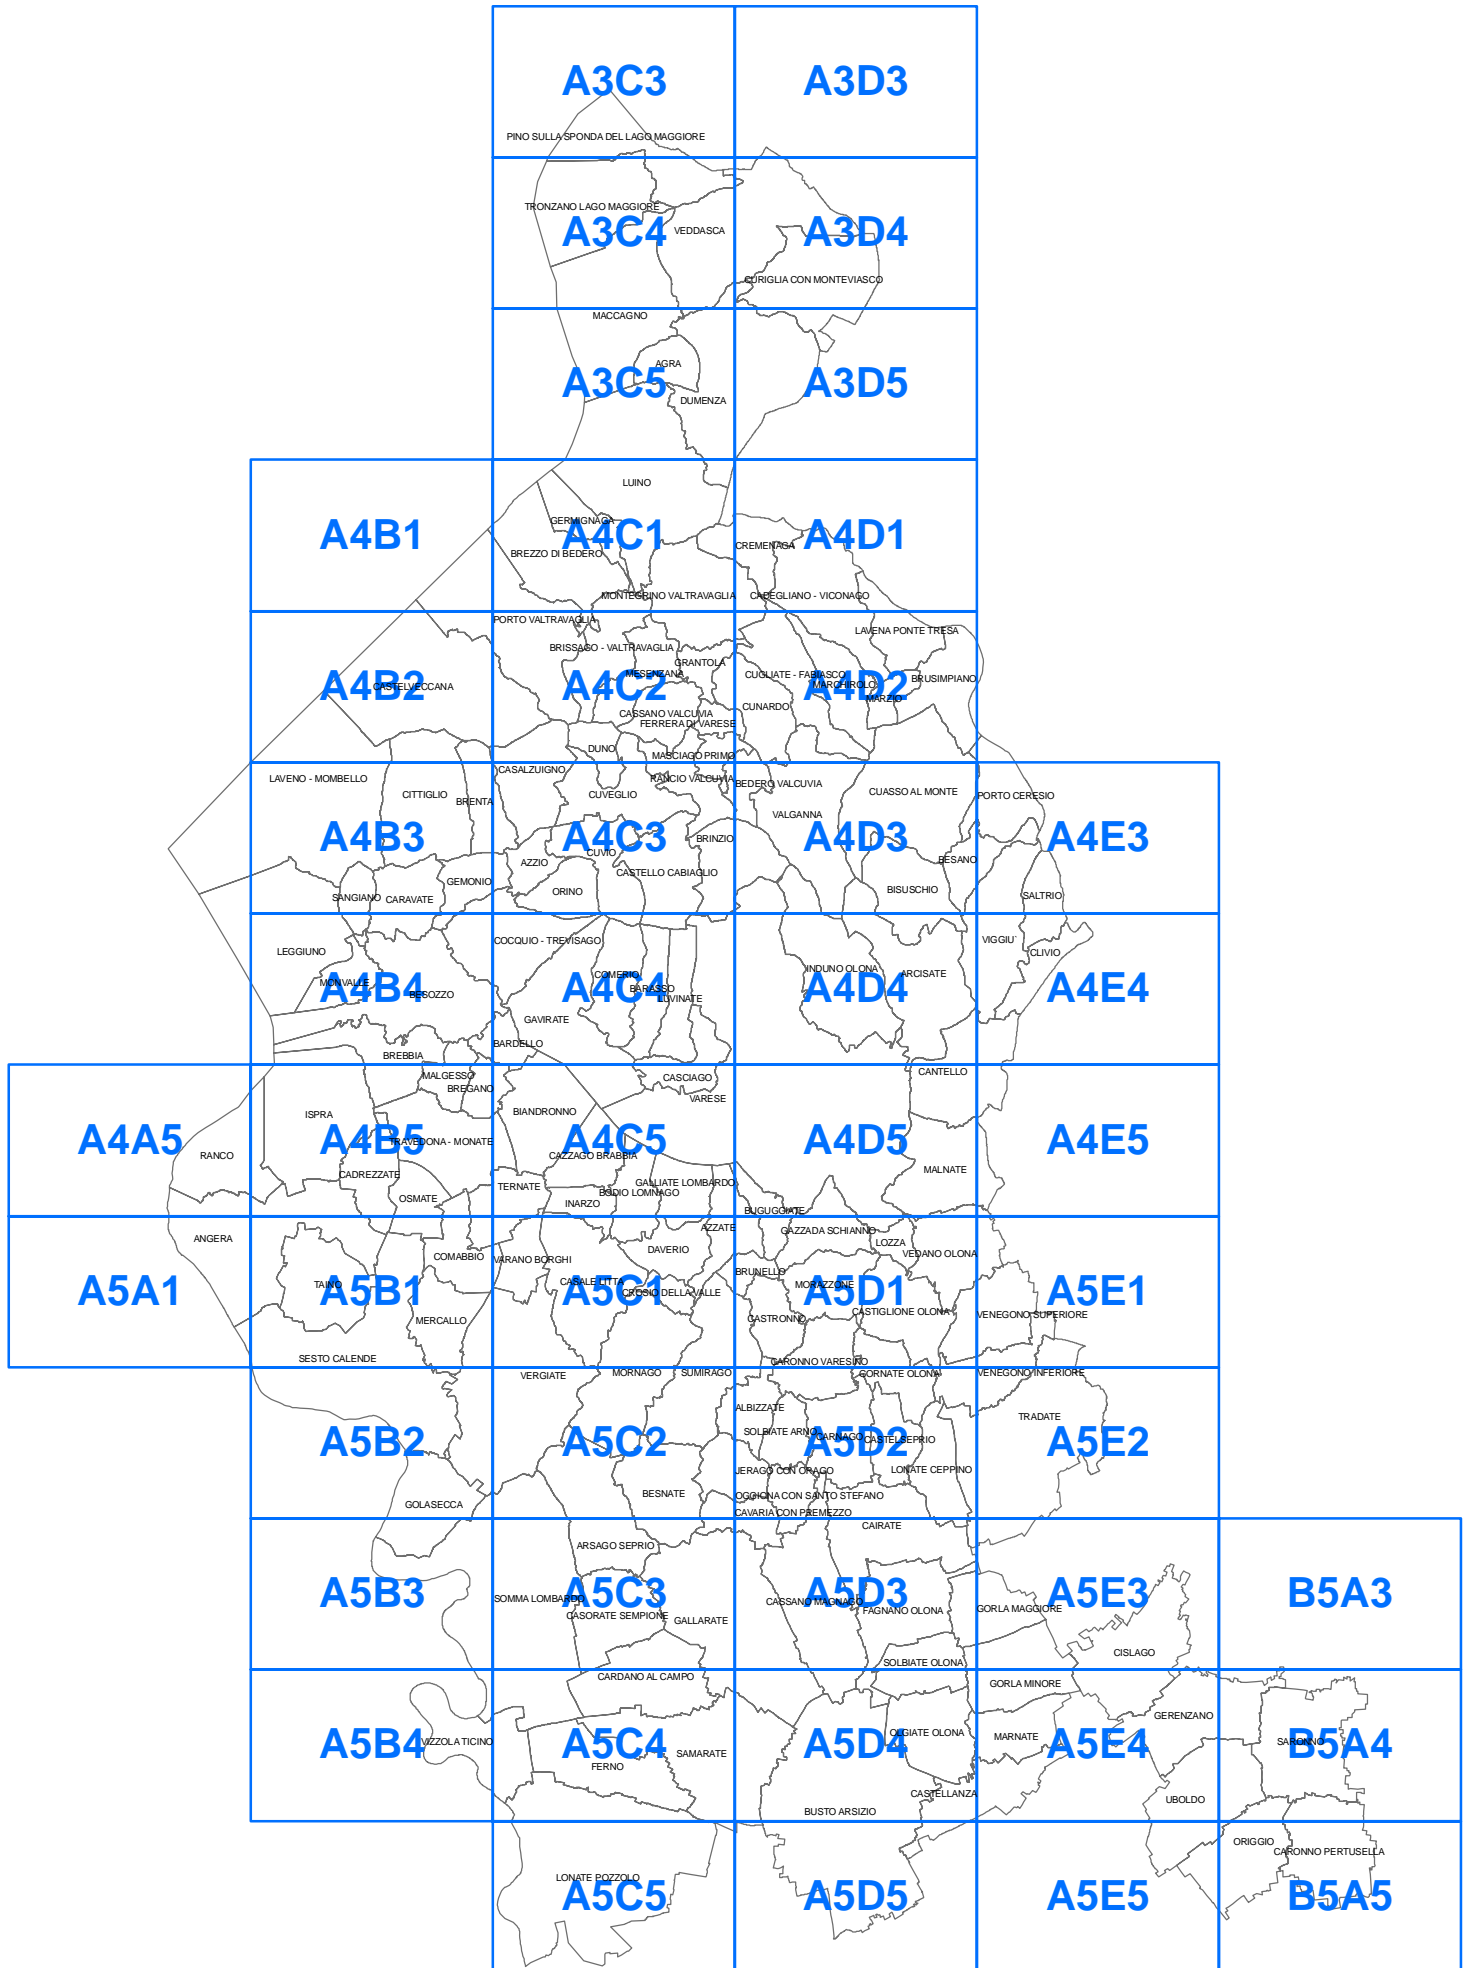 A3C3
A3D3
PINO SULLA SPONDA DEL LAGO MAGGIORE
TRONZANO LAGO MAGGIORE
A3C4
VEDDASCA
A3D4
CURIGLIA CON MONTEVIASCO
MACCAGNO
AGRA
A3C5
A3D5
DUMENZA
LUINO
GERMIGNAGA
A4B1
A4C1
A4D1
BREZZO DI BEDERO
CREMENAGA
MONTEGRINO VALTRAVAGLIA
CADEGLIANO - VICONAGO
PORTO VALTRAVAGLIA
LAVENA PONTE TRESA
BRISSAGO - VALTRAVAGLIA
GRANTOLA
MESENZANA
CUGLIATE - FABIASCO
MARCHIROLO
BRUSIMPIANO
A4B2
CASTELVECCANA
A4C2
A4D2
MARZIO
CASSANO VALCUVIA
CUNARDO
FERRERA DI VARESE
DUNO
MASCIAGO PRIMO
LAVENO - MOMBELLO
CASALZUIGNO
RANCIO VALCUVIA
BEDERO VALCUVIA
CITTIGLIO
BRENTA
CUVEGLIO
CUASSO AL MONTE
PORTO CERESIO
VALGANNA
A4B3
A4C3
A4D3
A4E3
BRINZIO
CUVIO
AZZIO
BESANO
CASTELLO CABIAGLIO
GEMONIO
ORINO
BISUSCHIO
SANGIANO
CARAVATE
SALTRIO
COCQUIO - TREVISAGO
VIGGIU`
LEGGIUNO
CLIVIO
INDUNO OLONA
ARCISATE
COMERIO
MONVALLE
A4B4
BESOZZO
A4C4
BARASSO
LUVINATE
A4D4
A4E4
GAVIRATE
BARDELLO
BREBBIA
CANTELLO
MALGESSO
CASCIAGO
BREGANO
VARESE
ISPRA
BIANDRONNO
A4A5
A4B5
TRAVEDONA - MONATE
A4C5
A4D5
A4E5
RANCO
CAZZAGO BRABBIA
CADREZZATE
MALNATE
TERNATE
GALLIATE LOMBARDO
BODIO LOMNAGO
OSMATE
INARZO
BUGUGGIATE
AZZATE
GAZZADA SCHIANNO
ANGERA
DAVERIO
LOZZA
COMABBIO
VARANO BORGHI
VEDANO OLONA
BRUNELLO
A5A1
TAINO
A5B1
CASALE LITTA
A5C1
CROSIO DELLA VALLE
MORAZZONE
A5D1
A5E1
MERCALLO
CASTRONNO
CASTIGLIONE OLONA
VENEGONO SUPERIORE
SESTO CALENDE
CARONNO VARESINO
VERGIATE
MORNAGO
SUMIRAGO
GORNATE OLONA
VENEGONO INFERIORE
ALBIZZATE
TRADATE
SOLBIATE ARNO
CARNAGO
CASTELSEPRIO
A5B2
A5C2
A5D2
A5E2
JERAGO CON ORAGO
LONATE CEPPINO
BESNATE
OGGIONA CON SANTO STEFANO
GOLASECCA
CAVARIA CON PREMEZZO
CAIRATE
ARSAGO SEPRIO
A5B3
SOMMA LOMBARDO
A5C3
CASORATE SEMPIONE
GALLARATE
CASSANO MAGNAGO
A5D3
FAGNANO OLONA
GORLA MAGGIORE
A5E3
B5A3
CISLAGO
SOLBIATE OLONA
CARDANO AL CAMPO
GORLA MINORE
GERENZANO
A5B4
VIZZOLA TICINO
A5C4
SAMARATE
A5D4
OLGIATE OLONA
MARNATE
A5E4
SARONNO
B5A4
FERNO
CASTELLANZA
UBOLDO
BUSTO ARSIZIO
ORIGGIO
CARONNO PERTUSELLA
LONATE POZZOLO
A5C5
A5D5
A5E5
B5A5